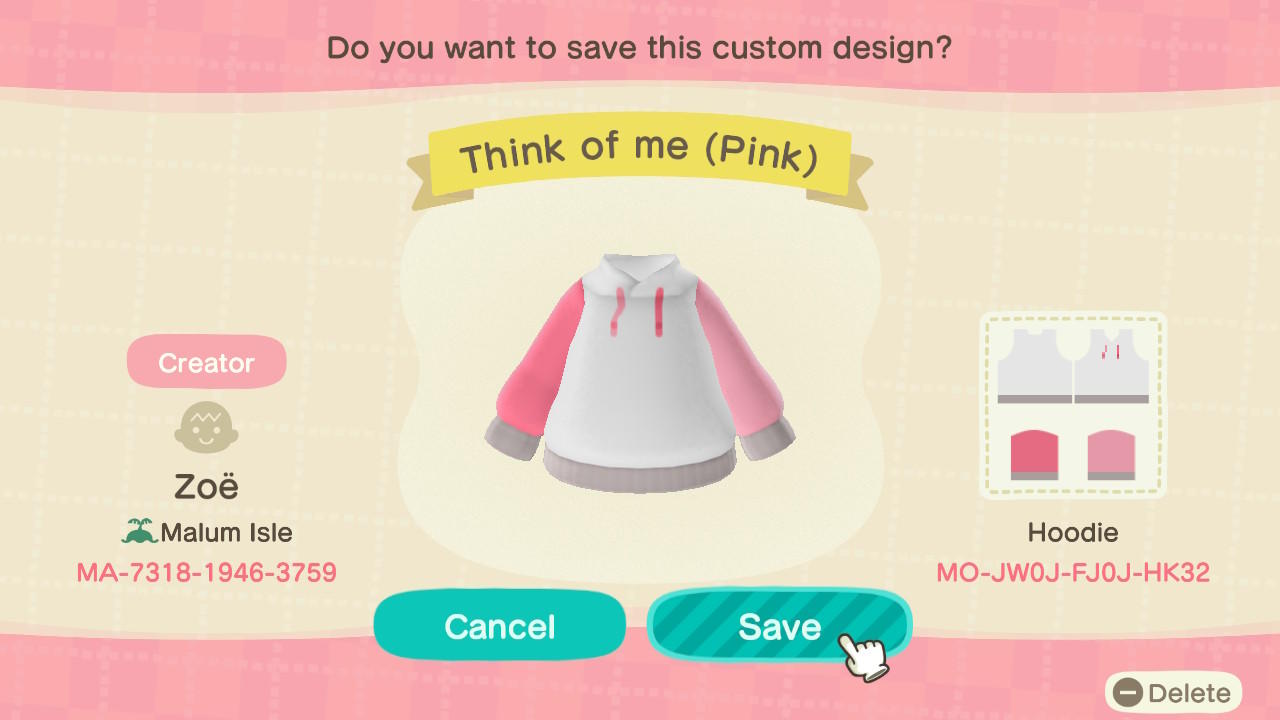 Do you want to save this custom design?
Think of me (Pink)
Creator
Zoë
Malum Isle
MA-7318-1946-3759
Hoodie
MO-JW0J-FJ0J-HK32
Cancel
Save
Delete